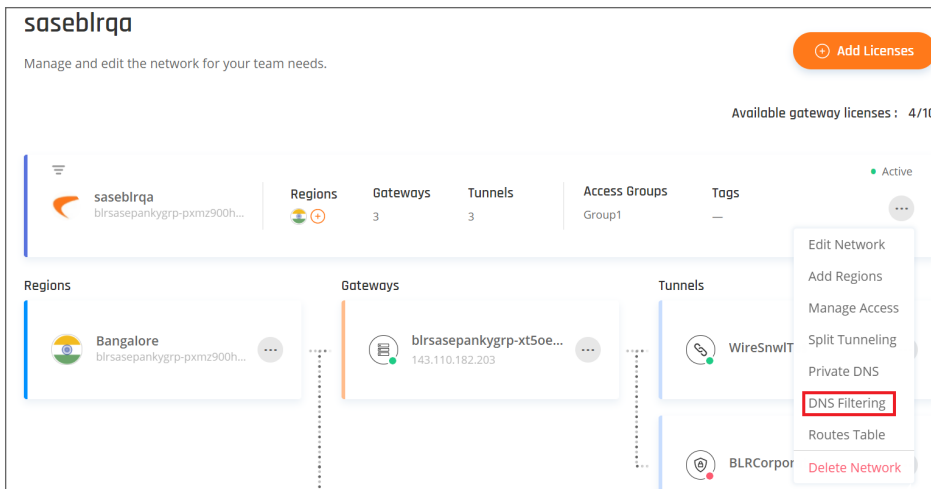 saseblrqa
Manage and edit the network for your team needs.
Add Licenses
Available gateway licenses : 4/10
Active
saseblrqa
blrsasepankygrp-pxmz900h...
Regions
Gateways
3
Tunnels
3
Access Groups
Group1
Tags
—
Edit Network
Add Regions
Manage Access
Split Tunneling
Private DNS
DNS Filtering
Routes Table
Delete Network
Regions
Gateways
Tunnels
Bangalore
blrsasepankygrp-pxmz900h...
blrsasepankygrp-xt5oe...
143.110.182.203
WireSnwlT
BLRCorpor